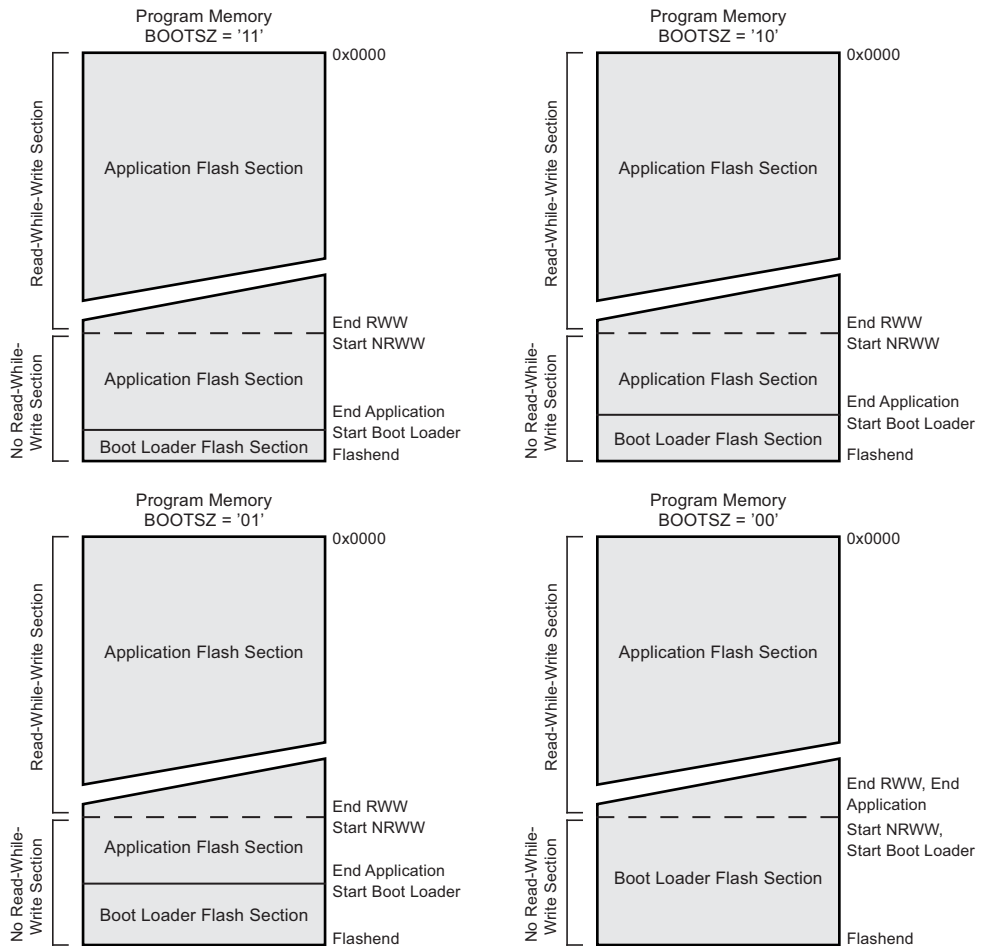 Program Memory
BOOTSZ = '11'
0x0000
Read-While-Write Section
Application Flash Section
End RWW
Start NRWW
No Read-While-
Write Section
Application Flash Section
End Application
Start Boot Loader
Boot Loader Flash Section
Flashend
Program Memory
BOOTSZ = '10'
0x0000
Read-While-Write Section
Application Flash Section
End RWW
Start NRWW
No Read-While-
Write Section
Application Flash Section
End Application
Start Boot Loader
Boot Loader Flash Section
Flashend
Program Memory
BOOTSZ = '01'
0x0000
Read-While-Write Section
Application Flash Section
End RWW
Start NRWW
No Read-While-
Write Section
Application Flash Section
End Application
Start Boot Loader
Boot Loader Flash Section
Flashend
Program Memory
BOOTSZ = '00'
0x0000
Read-While-Write Section
Application Flash Section
End RWW, End
Application
Start NRWW,
Start Boot Loader
No Read-While-
Write Section
Boot Loader Flash Section
Flashend